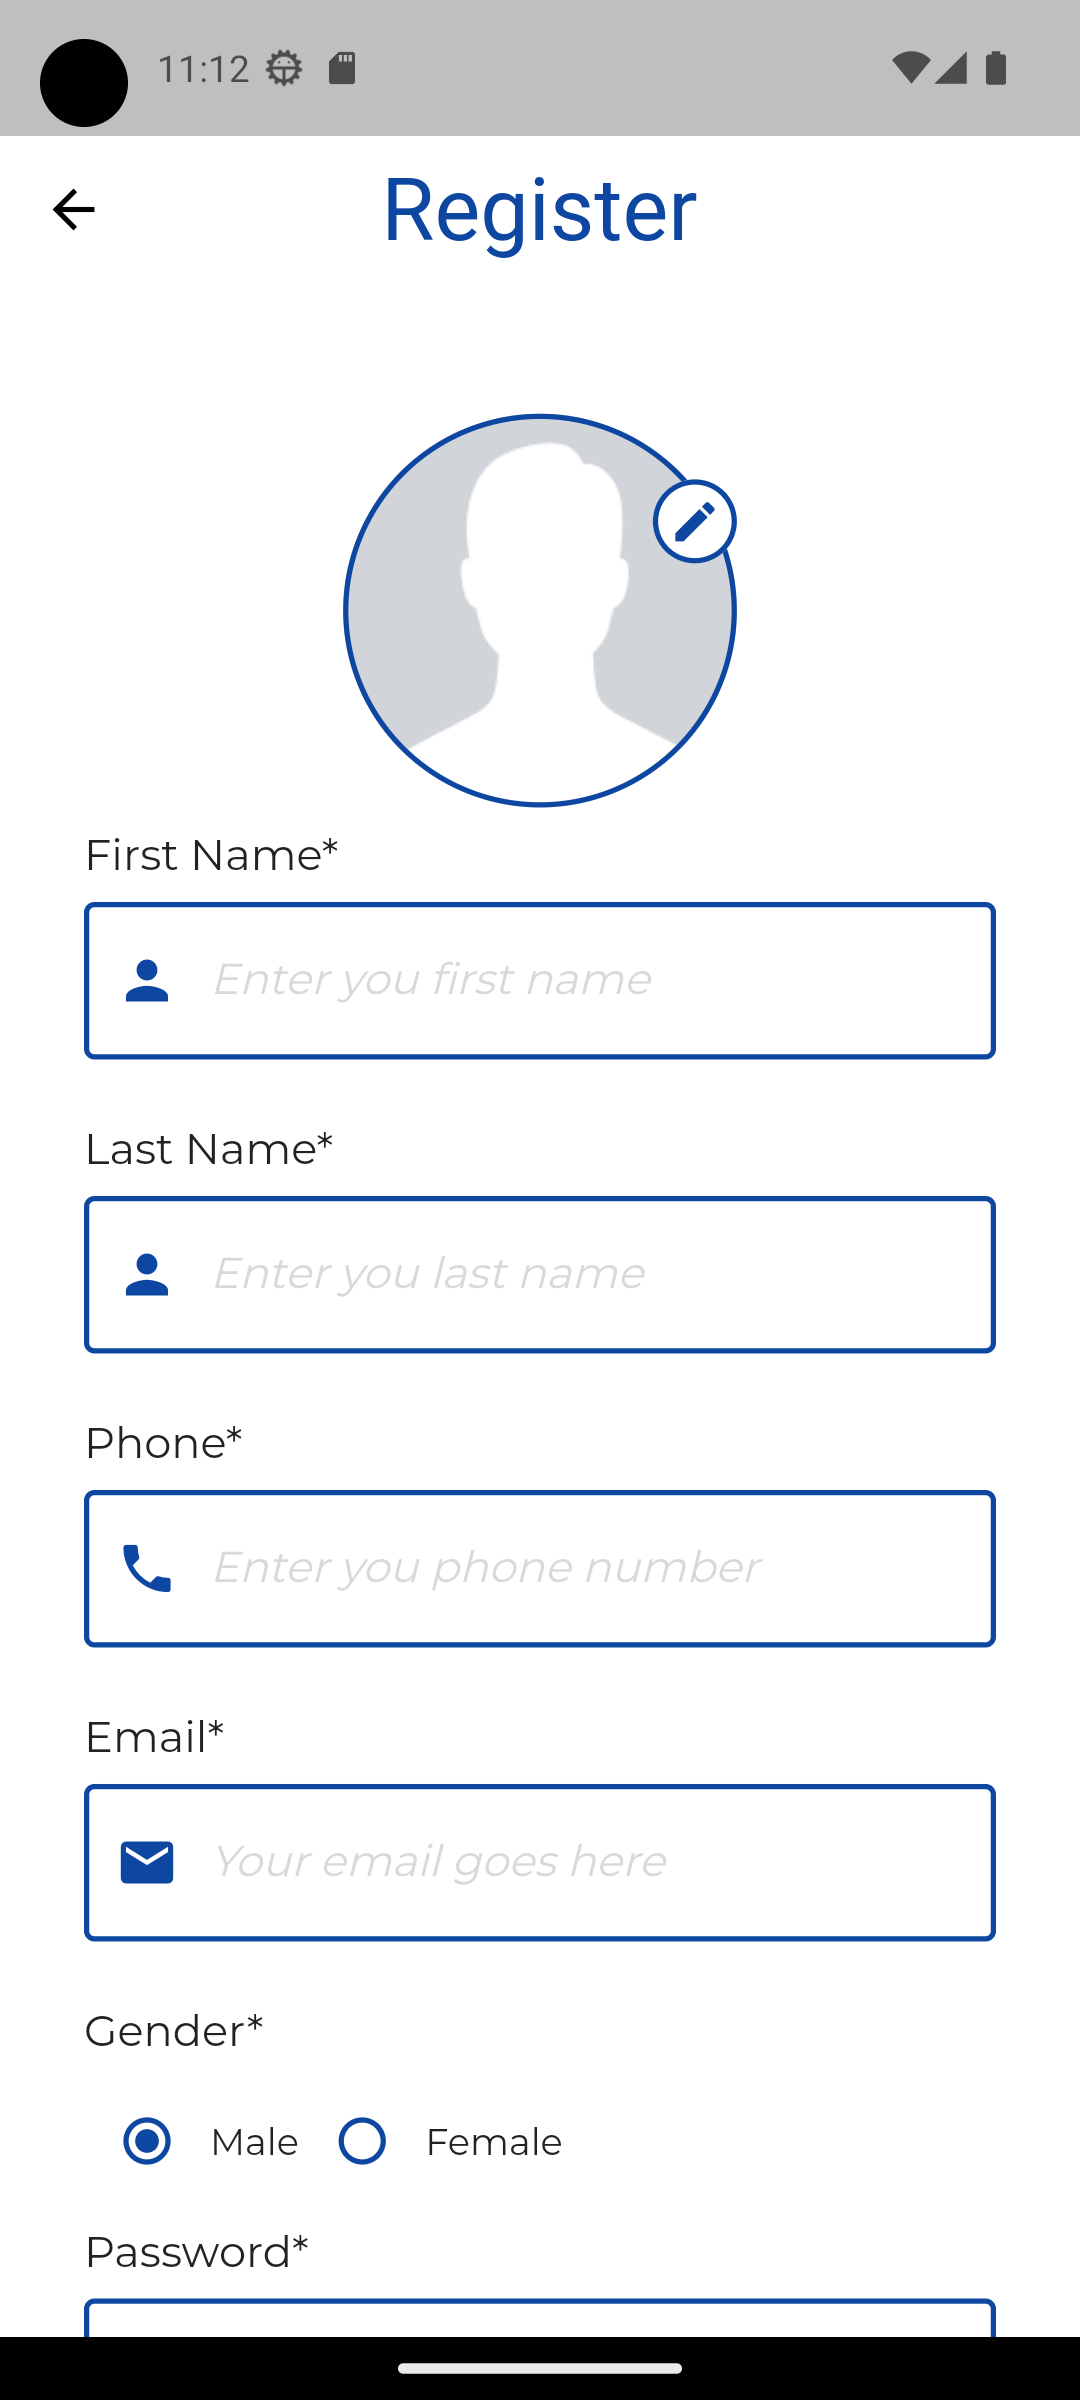 11:12
Register
First Name*
Enter you first name
Last Name*
Enter you last name
Phone*
Enter you phone number
Email*
Your email goes here
Gender*
Male Female
Password*